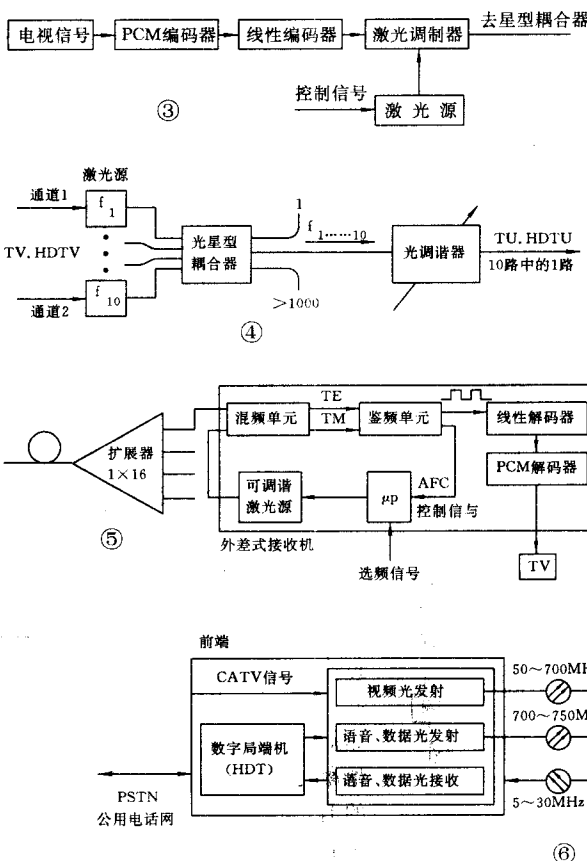 去星型耦合器
电视信号 PCM编码器 线性编码器 激光调制器
控制信号
激光源
③
激光源
通道1
f 1
TV.HDTV
通道2
f 10
光星型
耦合器
1
f 1……10
>1000
光调谐器
TU.HDTU
10路中的1路
④
扩展器
1×16
⑤
混频单元
TE
TM
鉴频单元
线性解码器
PCM解码器
可调谐
激光源
μp
AFC
控制信与
外差式接收机
选频信号
TV
前端
CATV信号
视频光发射
50~700MH
数字局端机
(HDT)
语音、数据光发射
700~750M
语音、数据光接收
5~30MHz
PSTN
公用电话网
⑥